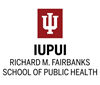 IUPUI
RICHARD M. FAIRBANKS
SCHOOL OF PUBLIC HEALTH